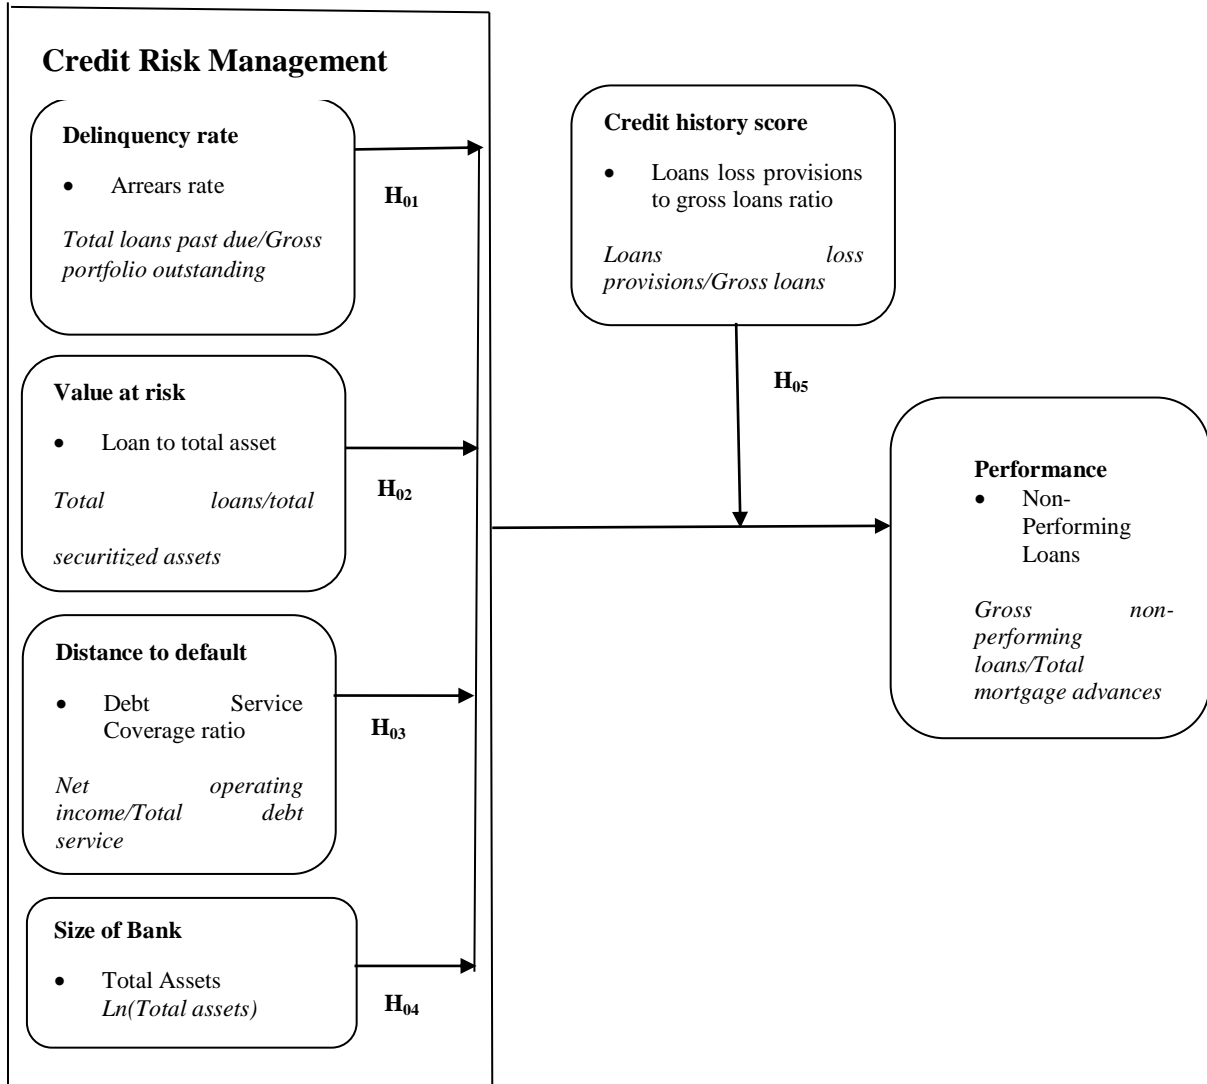 Credit Risk Management
Delinquency rate
• Arrears rate
Total loans past due/Gross
portfolio outstanding
H01
Value at risk
• Loan to total asset
Total loans/total
securitized assets
H02
Distance to default
• Debt Service
Coverage ratio
Net operating
income/Total debt
service
H03
Size of Bank
• Total Assets
Ln(Total assets)
H04
Credit history score
• Loans loss provisions
to gross loans ratio
Loans loss
provisions/Gross loans
H05
Performance
• Non-
Performing
Loans
Gross non-
performing
loans/Total
mortgage advances